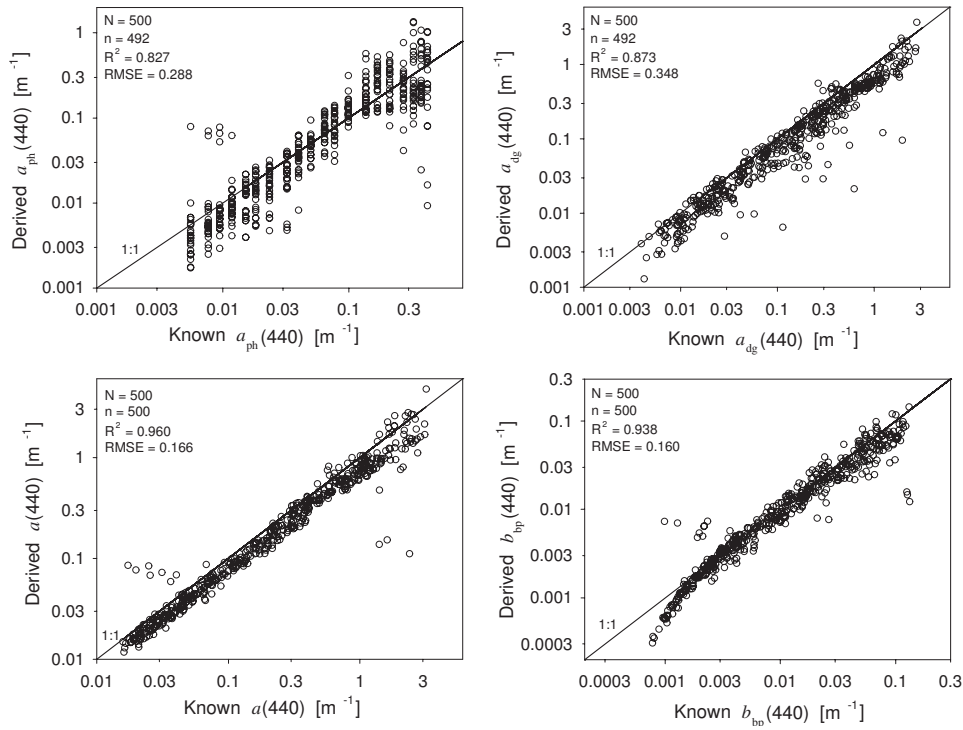 N = 500
n = 492
R² = 0.827
RMSE = 0.288
1
0.3
0.1
0.03
0.01
0.003
0.001
Derived a_ph(440) [m⁻¹]
1:1
0.001 0.003 0.01 0.03 0.1 0.3
Known a_ph(440) [m⁻¹]
N = 500
n = 492
R² = 0.873
RMSE = 0.348
3
1
0.3
0.1
0.03
0.01
0.003
0.001
Derived a_dg(440) [m⁻¹]
1:1
0.001 0.003 0.01 0.03 0.1 0.3 1 3
Known a_dg(440) [m⁻¹]
N = 500
n = 500
R² = 0.960
RMSE = 0.166
3
1
0.3
0.1
0.03
0.01
Derived a(440) [m⁻¹]
1:1
0.01 0.03 0.1 0.3 1 3
Known a(440) [m⁻¹]
N = 500
n = 500
R² = 0.938
RMSE = 0.160
0.3
0.1
0.03
0.01
0.003
0.001
0.0003
Derived b_bp(440) [m⁻¹]
1:1
0.0003 0.001 0.003 0.01 0.03 0.1 0.3
Known b_bp(440) [m⁻¹]